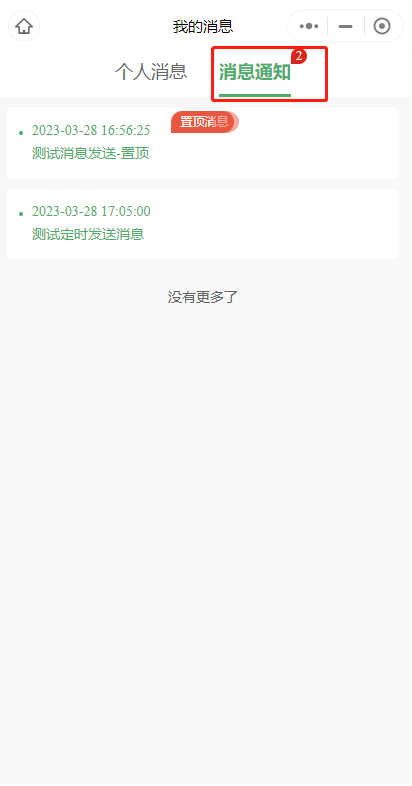 我的消息
个人消息 消息通知 2
2023-03-28 16:56:25 置顶消息
测试消息发送-置顶
2023-03-28 17:05:00
测试定时发送消息
没有更多了